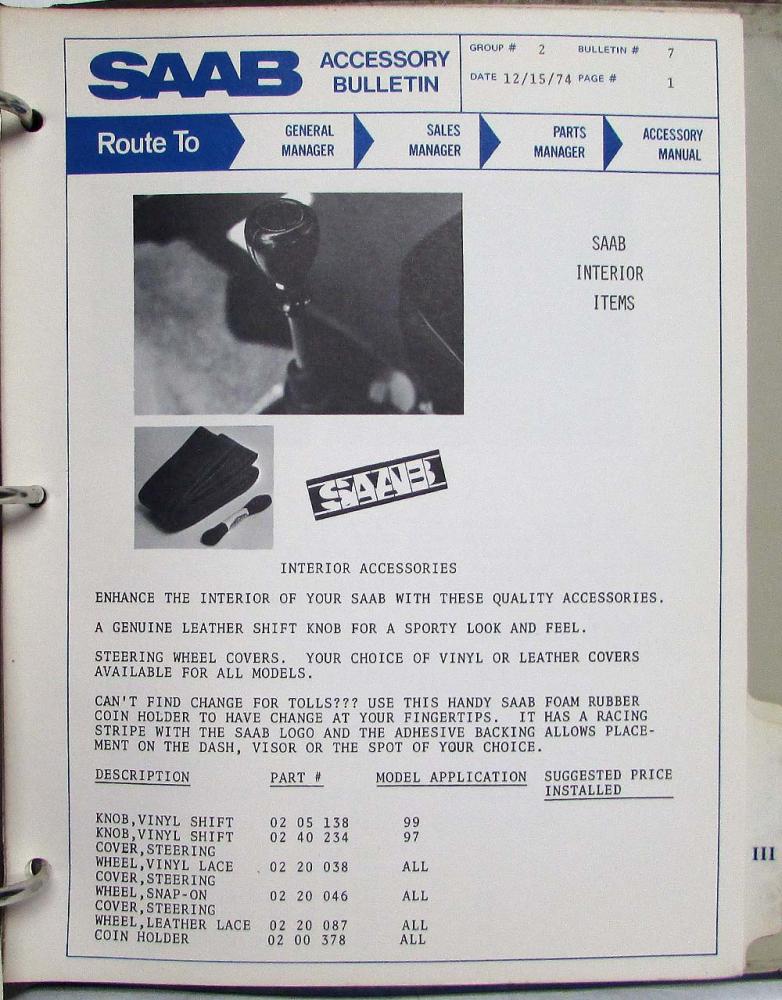 SAAB
ACCESSORY
BULLETIN
GROUP # 2 BULLETIN # 7
DATE 12/15/74 PAGE # 1
Route To
GENERAL
MANAGER
SALES
MANAGER
PARTS
MANAGER
ACCESSORY
MANUAL
SAAB
INTERIOR
ITEMS
SAAB
INTERIOR ACCESSORIES
ENHANCE THE INTERIOR OF YOUR SAAB WITH THESE QUALITY ACCESSORIES.
A GENUINE LEATHER SHIFT KNOB FOR A SPORTY LOOK AND FEEL.
STEERING WHEEL COVERS. YOUR CHOICE OF VINYL OR LEATHER COVERS
AVAILABLE FOR ALL MODELS.
CAN'T FIND CHANGE FOR TOLLS??? USE THIS HANDY SAAB FOAM RUBBER
COIN HOLDER TO HAVE CHANGE AT YOUR FINGERTIPS. IT HAS A RACING
STRIPE WITH THE SAAB LOGO AND THE ADHESIVE BACKING ALLOWS PLACE-
MENT ON THE DASH, VISOR OR THE SPOT OF YOUR CHOICE.
DESCRIPTION PART # MODEL APPLICATION SUGGESTED PRICE
INSTALLED
KNOB,VINYL SHIFT 02 05 138 99
KNOB,VINYL SHIFT 02 40 234 97
COVER,STEERING
WHEEL,VINYL LACE 02 20 038 ALL
COVER,STEERING
WHEEL,SNAP-ON 02 20 046 ALL
COVER,STEERING
WHEEL,LEATHER LACE 02 20 087 ALL
COIN HOLDER 02 00 378 ALL
III